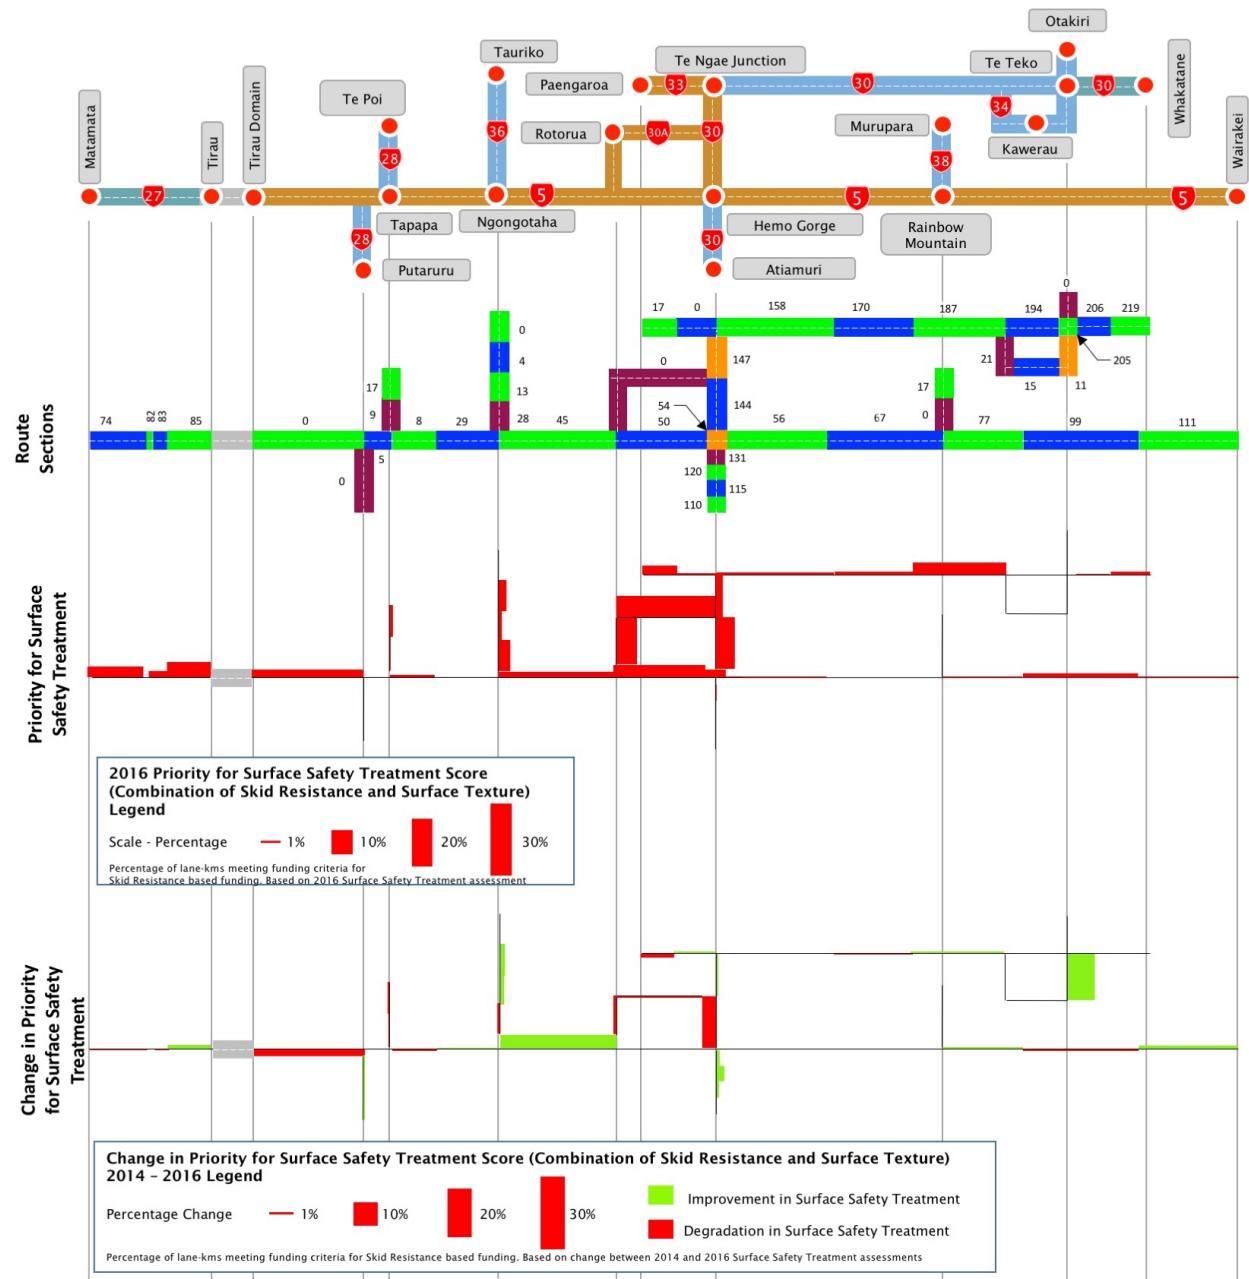 Otakiri
Tauriko
Te Ngae Junction
Te Teko
Paengaroa
33
30
30
Te Poi
34
Whakatane
Matamata
Tirau
Tirau Domain
Rotorua
30A
30
Murupara
Kawerau
Wairakei
36
28
38
27
5
5
5
Tapapa
Ngongotaha
Hemo Gorge
Rainbow
Mountain
28
30
Putaruru
Atiamuri
0
17
0
158
170
187
194
206
219
0
4
0
147
21
205
17
13
17
15
11
9
54
144
0
74
82
83
85
0
8
29
28
45
50
56
67
77
99
111
5
131
0
120
115
110
Route
Sections
Priority for Surface
Safety Treatment
2016 Priority for Surface Safety Treatment Score
(Combination of Skid Resistance and Surface Texture)
Legend
Scale - Percentage
1%
10%
20%
30%
Percentage of lane-kms meeting funding criteria for
Skid Resistance based funding. Based on 2016 Surface Safety Treatment assessment
Change in Priority
for Surface Safety
Treatment
Change in Priority for Surface Safety Treatment Score (Combination of Skid Resistance and Surface Texture)
2014 – 2016 Legend
Percentage Change
1%
10%
20%
30%
Improvement in Surface Safety Treatment
Degradation in Surface Safety Treatment
Percentage of lane-kms meeting funding criteria for Skid Resistance based funding. Based on change between 2014 and 2016 Surface Safety Treatment assessments